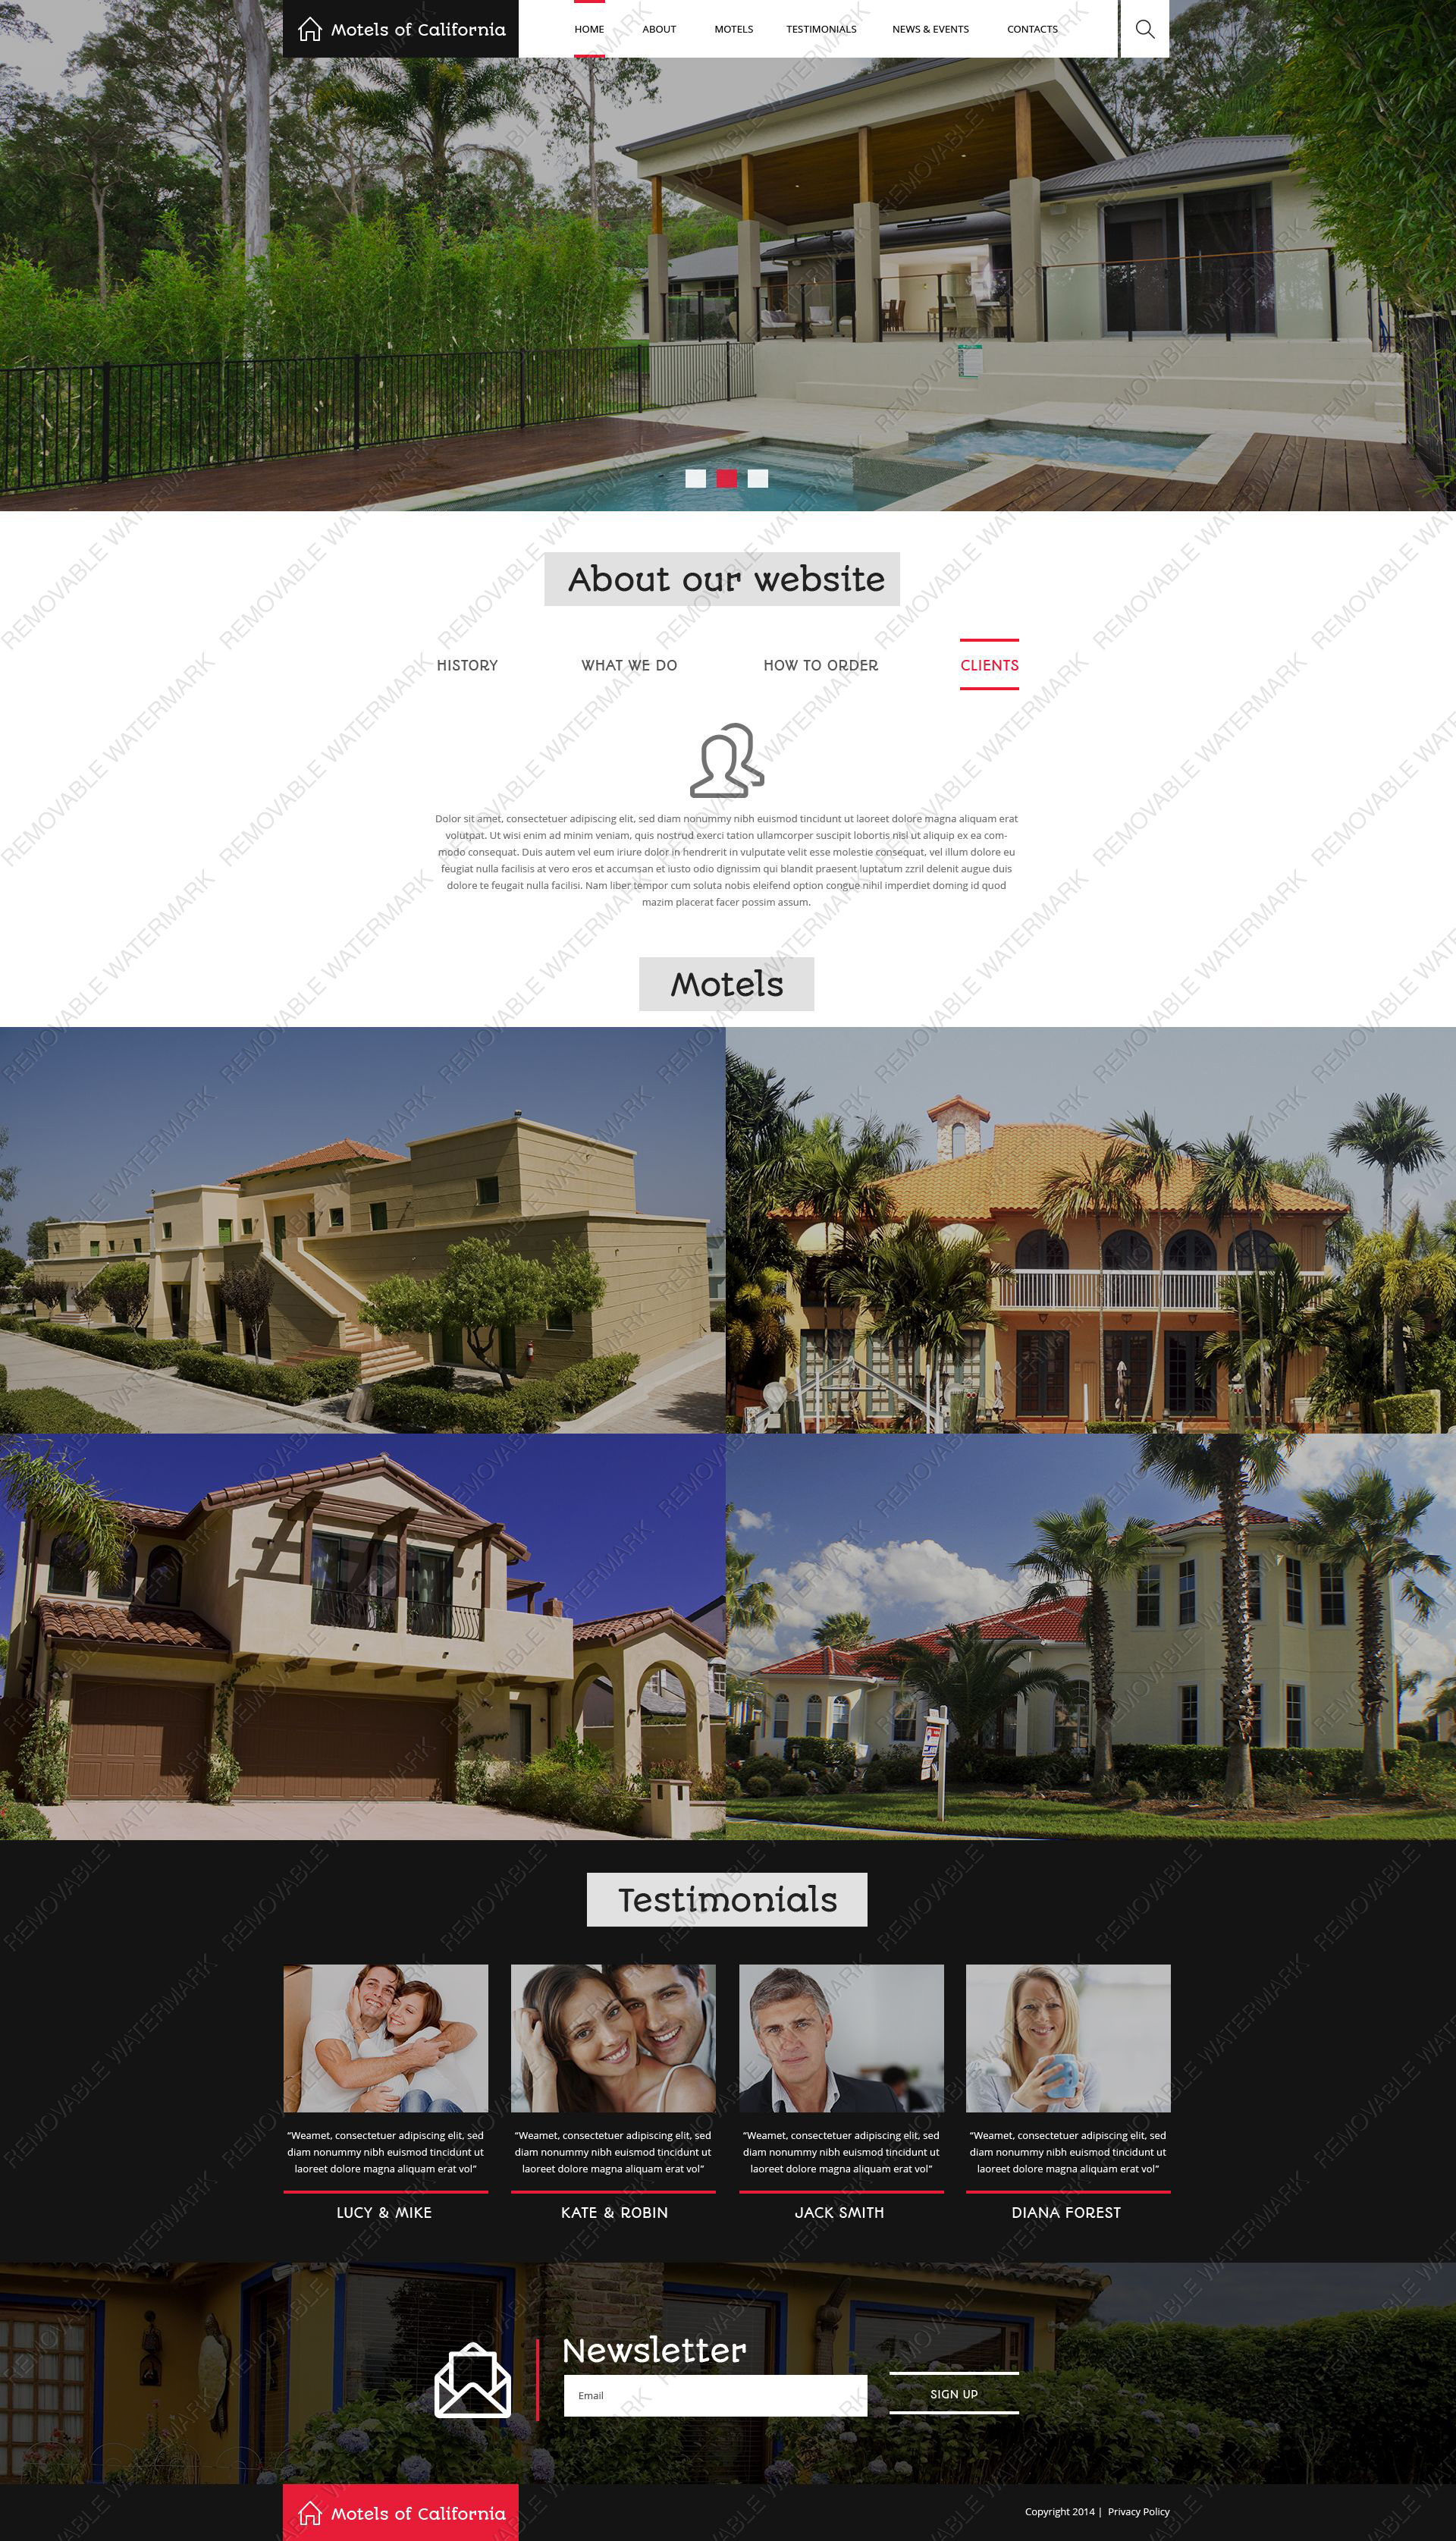 Motels of California
HOME
ABOUT
MOTELS
TESTIMONIALS
NEWS & EVENTS
CONTACTS
About our website
HISTORY
WHAT WE DO
HOW TO ORDER
CLIENTS
Dolor sit amet, consectetuer adipiscing elit, sed diam nonummy nibh euismod tincidunt ut laoreet dolore magna aliquam erat
volutpat. Ut wisi enim ad minim veniam, quis nostrud exerci tation ullamcorper suscipit lobortis nisl ut aliquip ex ea com-
modo consequat. Duis autem vel eum iriure dolor in hendrerit in vulputate velit esse molestie consequat, vel illum dolore eu
feugiat nulla facilisis at vero eros et accumsan et iusto odio dignissim qui blandit praesent luptatum zzril delenit augue duis
dolore te feugait nulla facilisi. Nam liber tempor cum soluta nobis eleifend option congue nihil imperdiet doming id quod
mazim placerat facer possim assum.
Motels
Testimonials
“Weamet, consectetuer adipiscing elit, sed
diam nonummy nibh euismod tincidunt ut
laoreet dolore magna aliquam erat vol”
LUCY & MIKE
“Weamet, consectetuer adipiscing elit, sed
diam nonummy nibh euismod tincidunt ut
laoreet dolore magna aliquam erat vol”
KATE & ROBIN
“Weamet, consectetuer adipiscing elit, sed
diam nonummy nibh euismod tincidunt ut
laoreet dolore magna aliquam erat vol”
JACK SMITH
“Weamet, consectetuer adipiscing elit, sed
diam nonummy nibh euismod tincidunt ut
laoreet dolore magna aliquam erat vol”
DIANA FOREST
Newsletter
Email
SIGN UP
Motels of California
Copyright 2014 | Privacy Policy
REMOVABLE WATERMARK